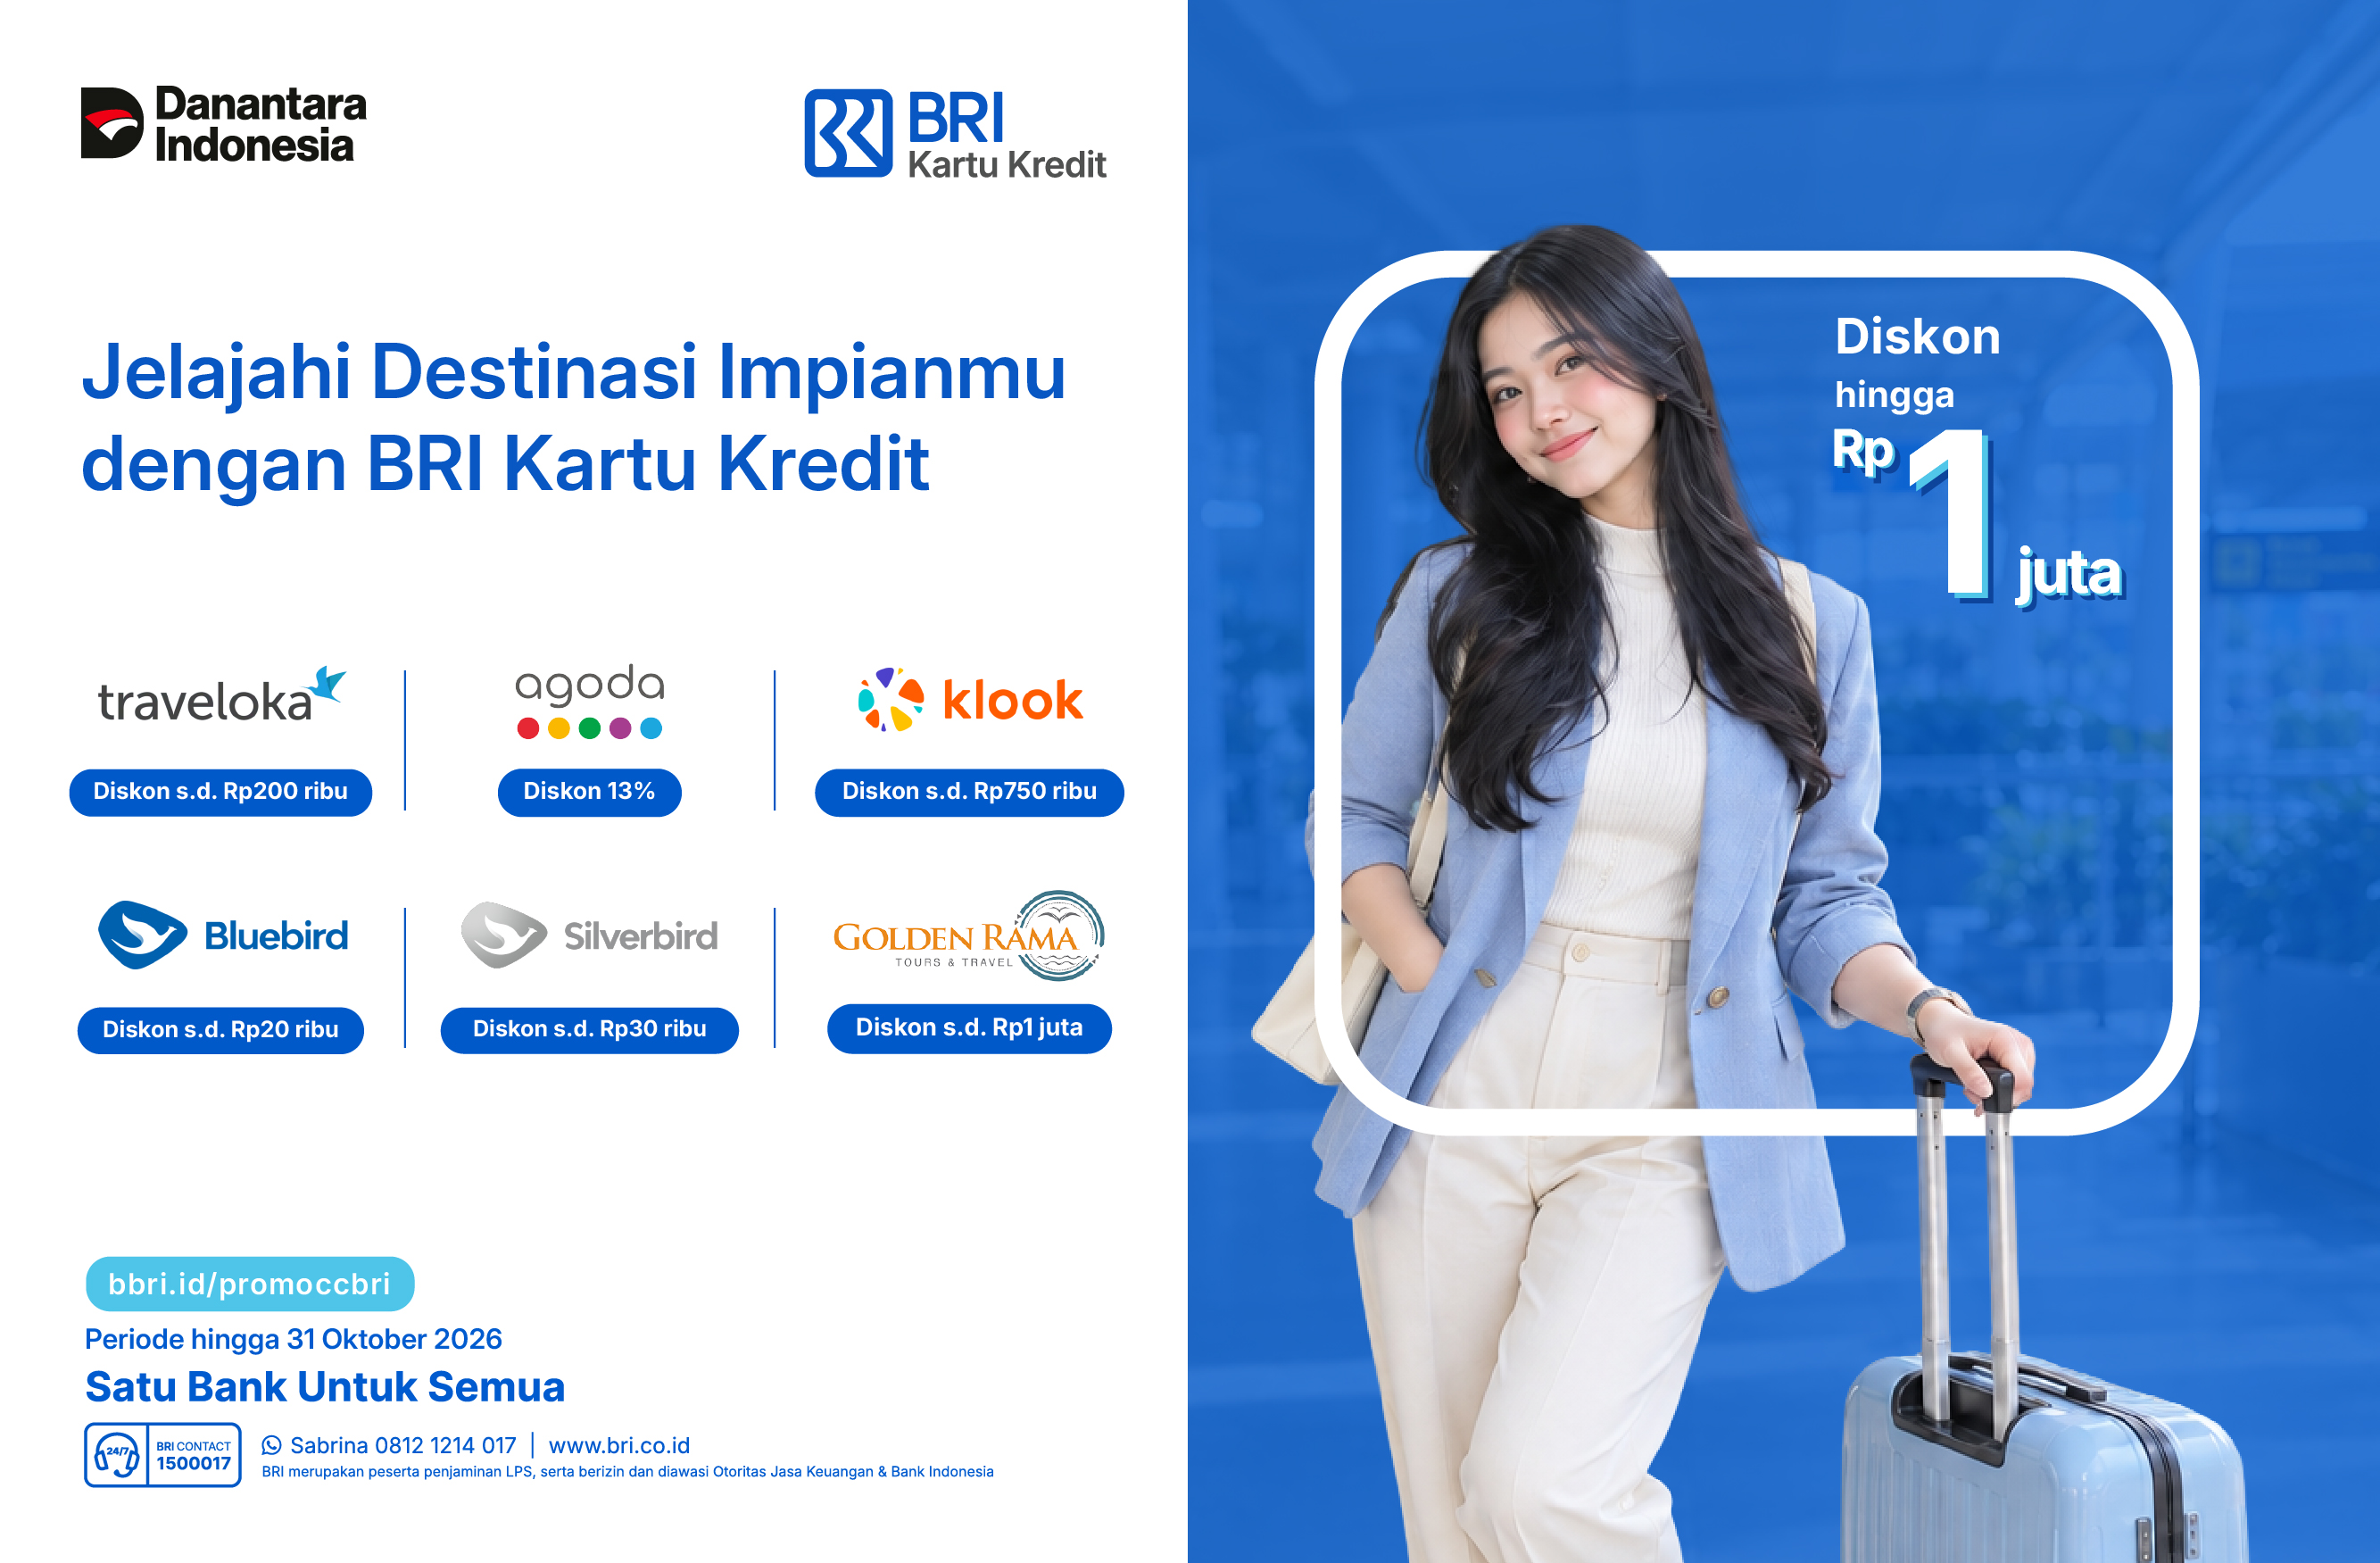 Danantara
Indonesia
BRI
Kartu Kredit
Jelajahi Destinasi Impianmu
dengan BRI Kartu Kredit
traveloka
Diskon s.d. Rp200 ribu
agoda
Diskon 13%
klook
Diskon s.d. Rp750 ribu
Bluebird
Diskon s.d. Rp20 ribu
Silverbird
Diskon s.d. Rp30 ribu
GOLDEN RAMA
TOURS & TRAVEL
Diskon s.d. Rp1 juta
bbri.id/promoccbri
Periode hingga 31 Oktober 2026
Satu Bank Untuk Semua
24/7
BRI CONTACT
1500017
Sabrina 0812 1214 017 | www.bri.co.id
BRI merupakan peserta penjaminan LPS, serta berizin dan diawasi Otoritas Jasa Keuangan & Bank Indonesia
Diskon
hingga
Rp 1 juta